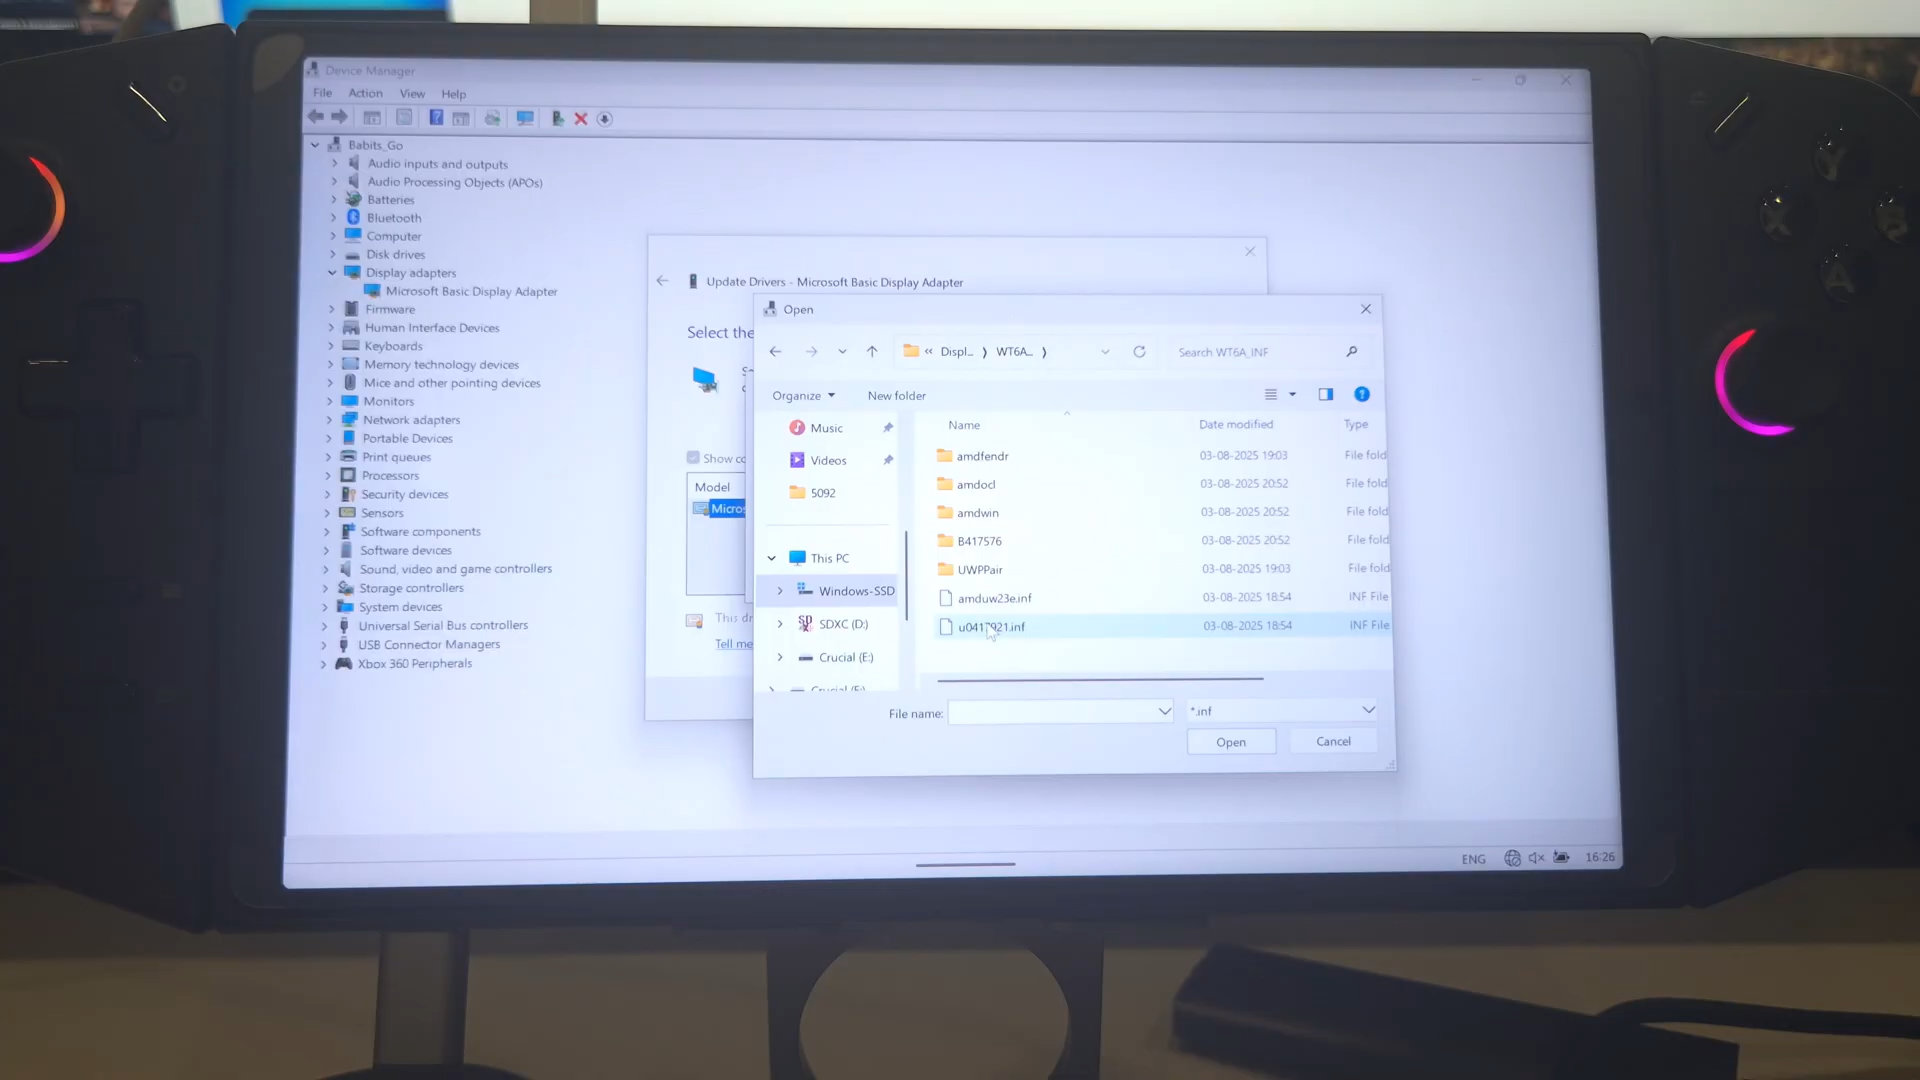 Device Manager
File Action View Help
Babits_Go
Audio inputs and outputs
Audio Processing Objects (APOs)
Batteries
Bluetooth
Computer
Disk drives
Display adapters
Microsoft Basic Display Adapter
Firmware
Human Interface Devices
Keyboards
Memory technology devices
Mice and other pointing devices
Monitors
Network adapters
Portable Devices
Print queues
Processors
Security devices
Sensors
Software components
Software devices
Sound, video and game controllers
Storage controllers
System devices
Universal Serial Bus controllers
USB Connector Managers
Xbox 360 Peripherals
Update Drivers - Microsoft Basic Display Adapter
Select the
Show co
Model
Micros
This dr
Tell me
Open
« Displ... WT6A...
Search WT6A_INF
Organize New folder
Music
Videos
5092
This PC
Windows-SSD
SDXC (D:)
Crucial (E:)
Name Date modified Type
amdfendr 03-08-2025 19:03 File fold
amdocl 03-08-2025 20:52 File fold
amdwin 03-08-2025 20:52 File fold
B417576 03-08-2025 20:52 File fold
UWPPair 03-08-2025 19:03 File fold
amduw23e.inf 03-08-2025 18:54 INF File
03-08-2025 18:54 INF File
File name: *.inf
Open Cancel
ENG 16:26
Y
X
B
A